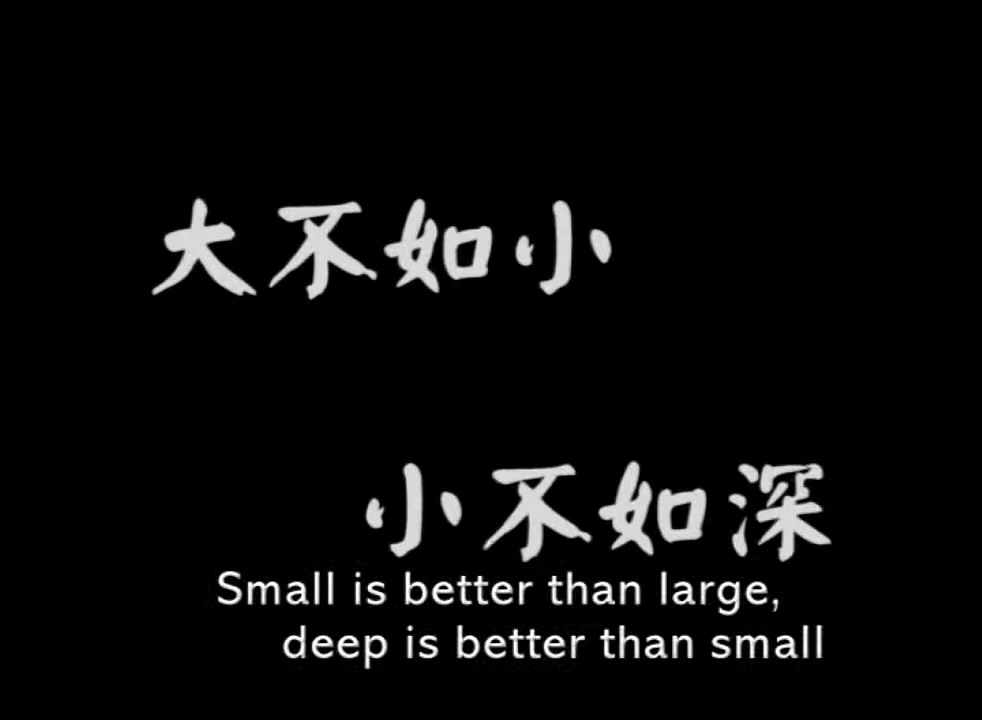 大不如小
小不如深
Small is better than large,
deep is better than small